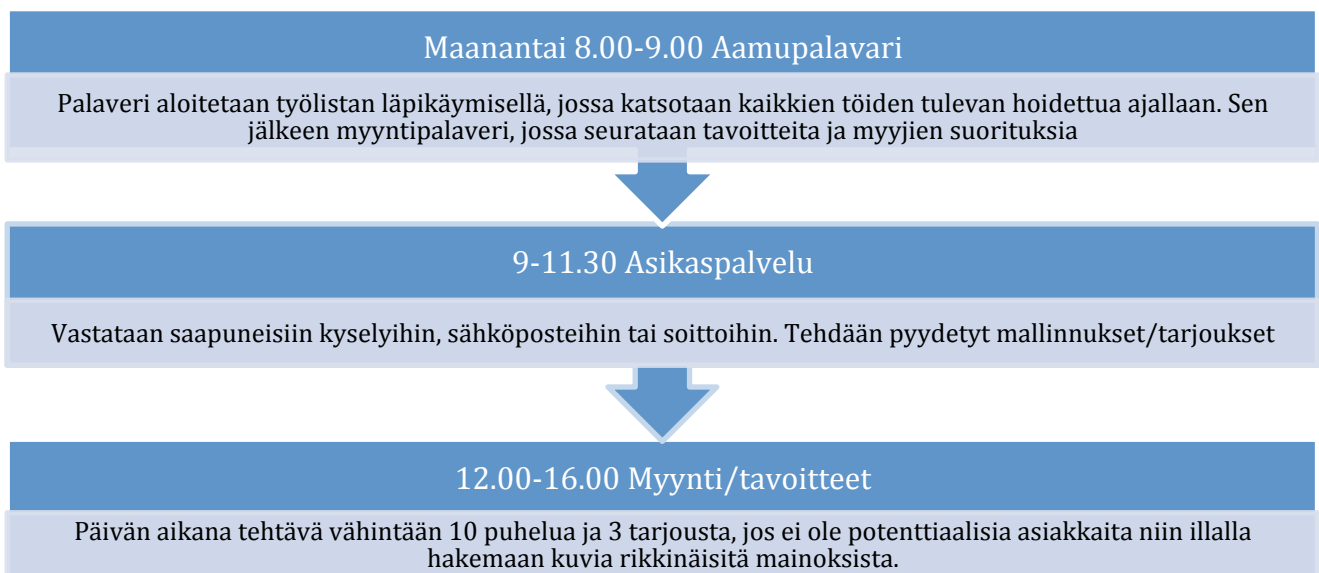 Maanantai 8.00-9.00 Aamupalavari
Palaveri aloitetaan työlistan läpikäymisellä, jossa katsotaan kaikkien töiden tulevan hoidettua ajallaan. Sen
jälkeen myyntipalaveri, jossa seurataan tavoitteita ja myyjien suorituksia
9-11.30 Asikaspalvelu
Vastataan saapuneisiin kyselyihin, sähköposteihin tai soittoihin. Tehdään pyydetyt mallinnukset/tarjoukset
12.00-16.00 Myynti/tavoitteet
Päivän aikana tehtävä vähintään 10 puhelua ja 3 tarjousta, jos ei ole potenttiaalisia asiakkaita niin illalla
hakemaan kuvia rikkinäisitä mainoksista.